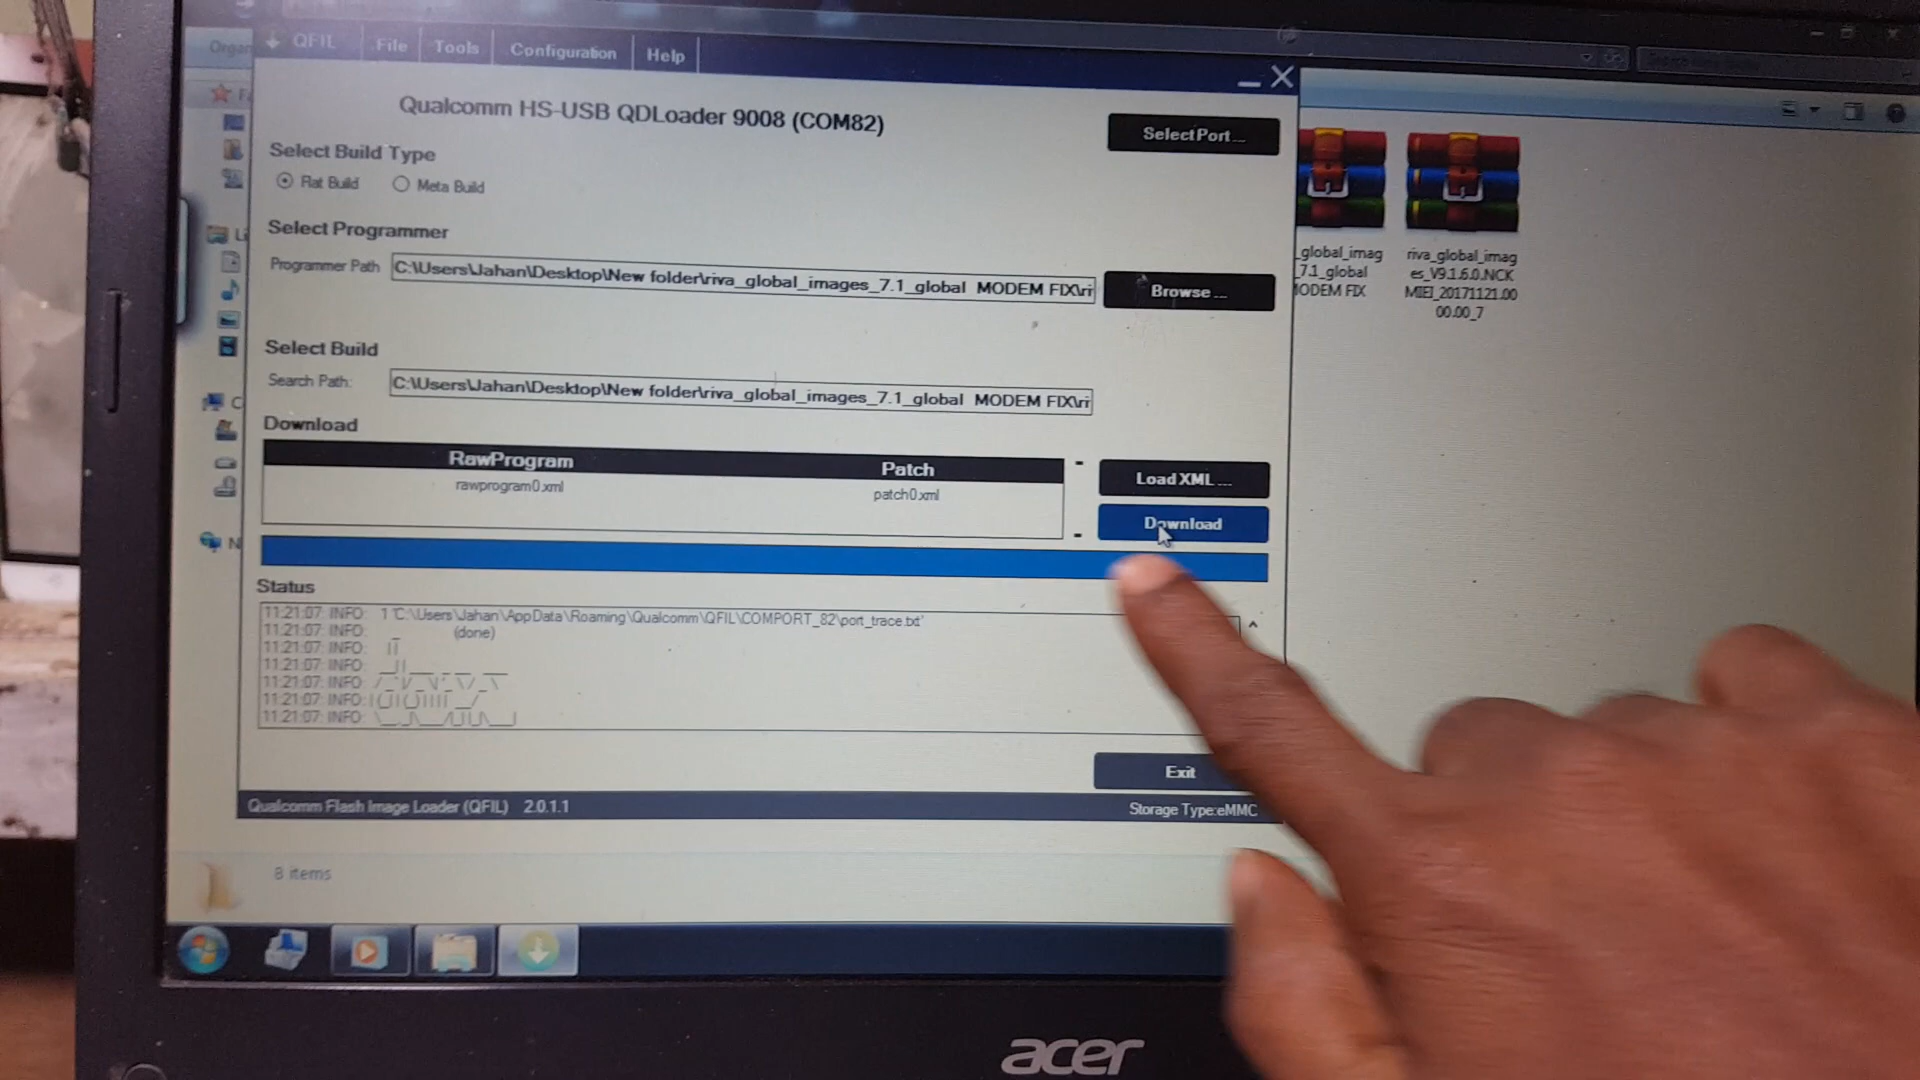 Organ
QFIL File Tools Configuration Help
Qualcomm HS-USB QDLoader 9008 (COM82)
Select Port ...
Select Build Type
Flat Build Meta Build
Select Programmer
Programmer Path C:\Users\Jahan\Desktop\New folder\riva_global_images_7.1_global MODEM FIX\ri
Browse ...
Select Build
Search Path: C:\Users\Jahan\Desktop\New folder\riva_global_images_7.1_global MODEM FIX\ri
Download
RawProgram Patch
rawprogram0.xml patch0.xml
Load XML ...
Download
Status
11:21:07: INFO: 1 'C:\Users\Jahan\AppData\Roaming\Qualcomm\QFIL\COMPORT_82\port_trace.txt'
11:21:07: INFO: (done)
11:21:07: INFO:
11:21:07: INFO:
11:21:07: INFO:
11:21:07: INFO:
11:21:07: INFO:
Exit
Qualcomm Flash Image Loader (QFIL) 2.0.1.1
Storage Type:eMMC
_global_imag
_7.1_global
MODEM FIX
riva_global_imag
es_V9.1.6.0.NCK
MIEI_20171121.00
00.00_7
8 items
acer